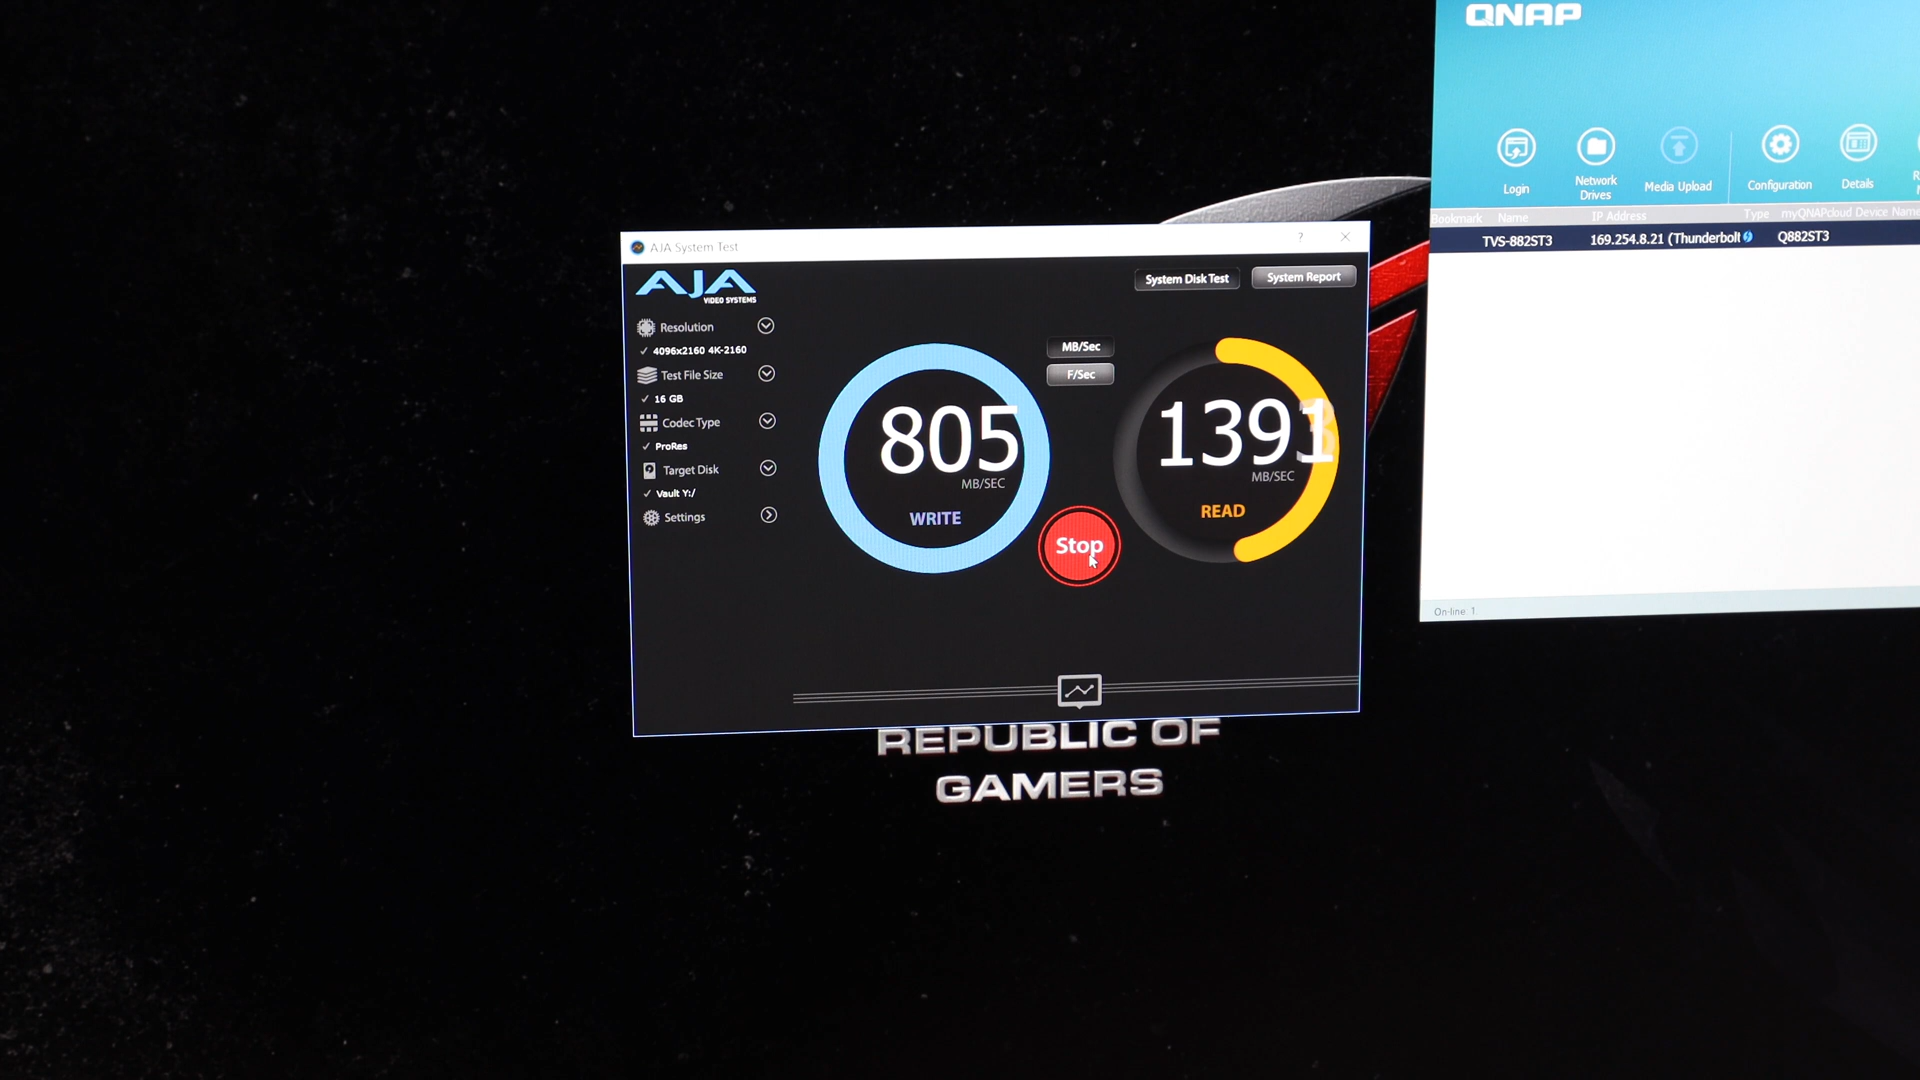 QNAP
Login
Network
Drives
Media Upload
Configuration
Details
Bookmark Name IP Address Type myQNAPcloud Device Name
TVS-882ST3 169.254.8.21 (Thunderbolt Q882ST3
On-line: 1
AJA System Test ?
AJA
VIDEO SYSTEMS
System Disk Test System Report
Resolution
✓ 4096x2160 4K-2160
Test File Size
✓ 16 GB
Codec Type
✓ ProRes
Target Disk
✓ Vault Y:/
Settings
MB/Sec
F/Sec
805
MB/SEC
WRITE
1391
MB/SEC
READ
Stop
REPUBLIC OF
GAMERS